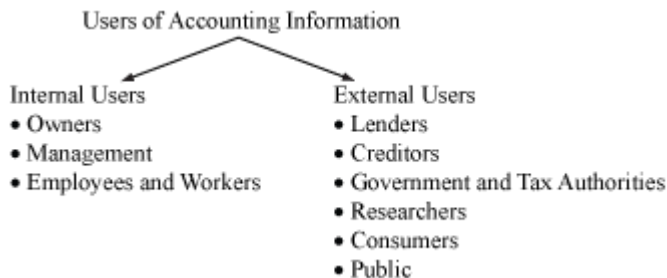 Users of Accounting Information
Internal Users
• Owners
• Management
• Employees and Workers
External Users
• Lenders
• Creditors
• Government and Tax Authorities
• Researchers
• Consumers
• Public